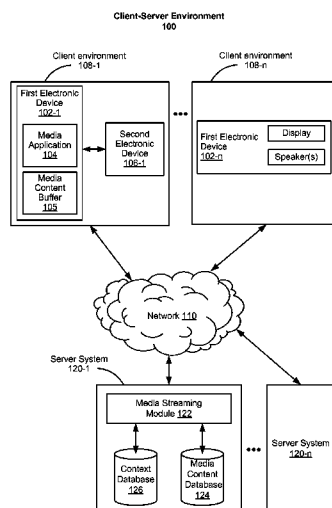 Client-Server Environment
100
Client environment
108-1
Client environment
108-n
First Electronic
Device
102-1
Media
Application
104
Media
Content
Buffer
105
Second
Electronic
Device
106-1
First Electronic
Device
102-n
Display
Speaker(s)
Network 110
Server System
120-1
Media Streaming
Module 122
Context
Database
126
Media
Content
Database
124
Server System
120-n